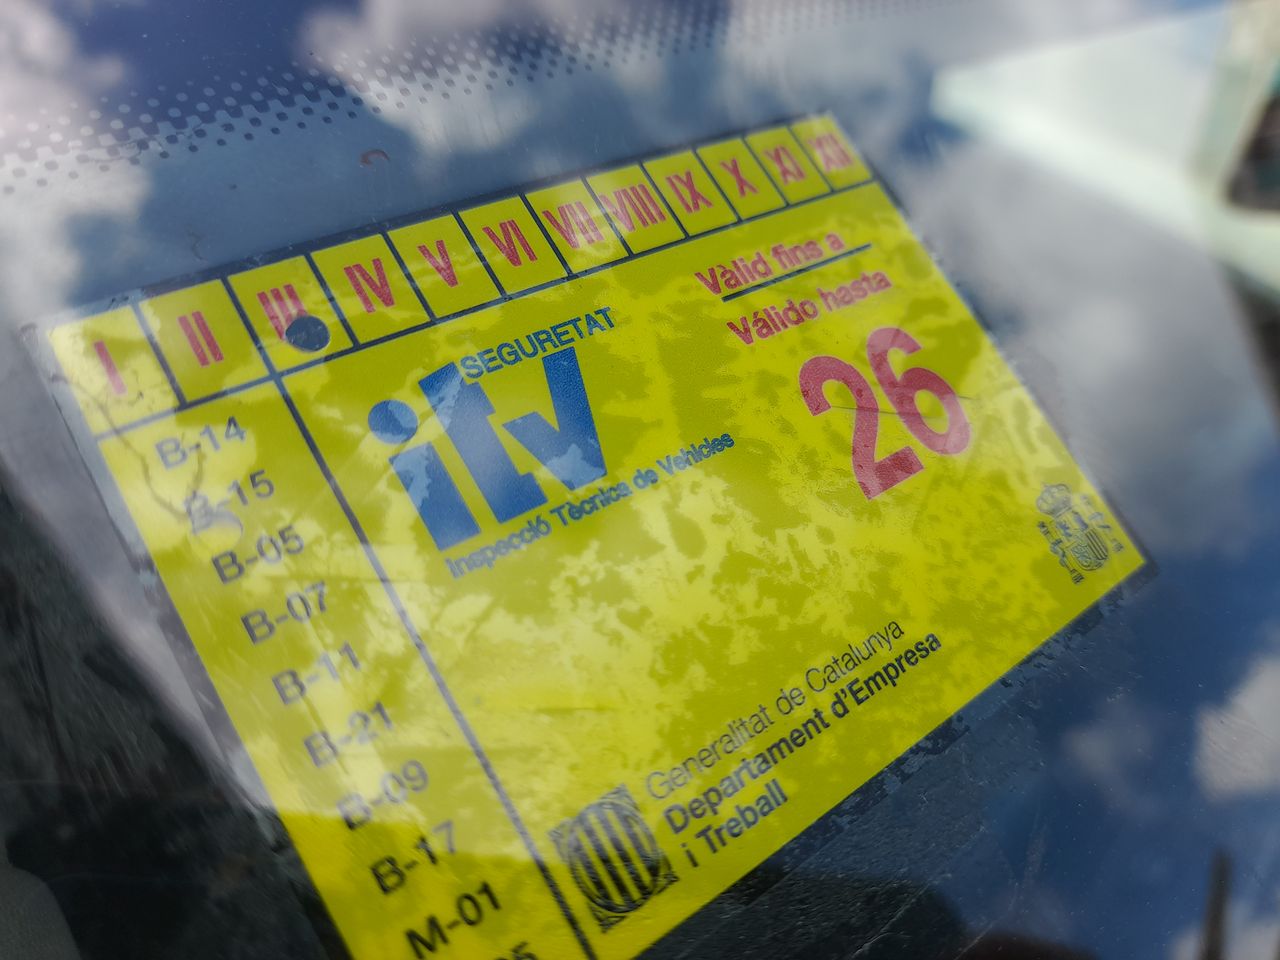 I II III IV V VI VII VIII IX X XI XII
Vàlid fins a
Válido hasta
26
SEGURETAT
itv
Inspecció Tècnica de Vehicles
B-14
B-15
B-05
B-07
B-11
B-21
B-09
B-17
M-01
Generalitat de Catalunya
Departament d'Empresa
i Treball